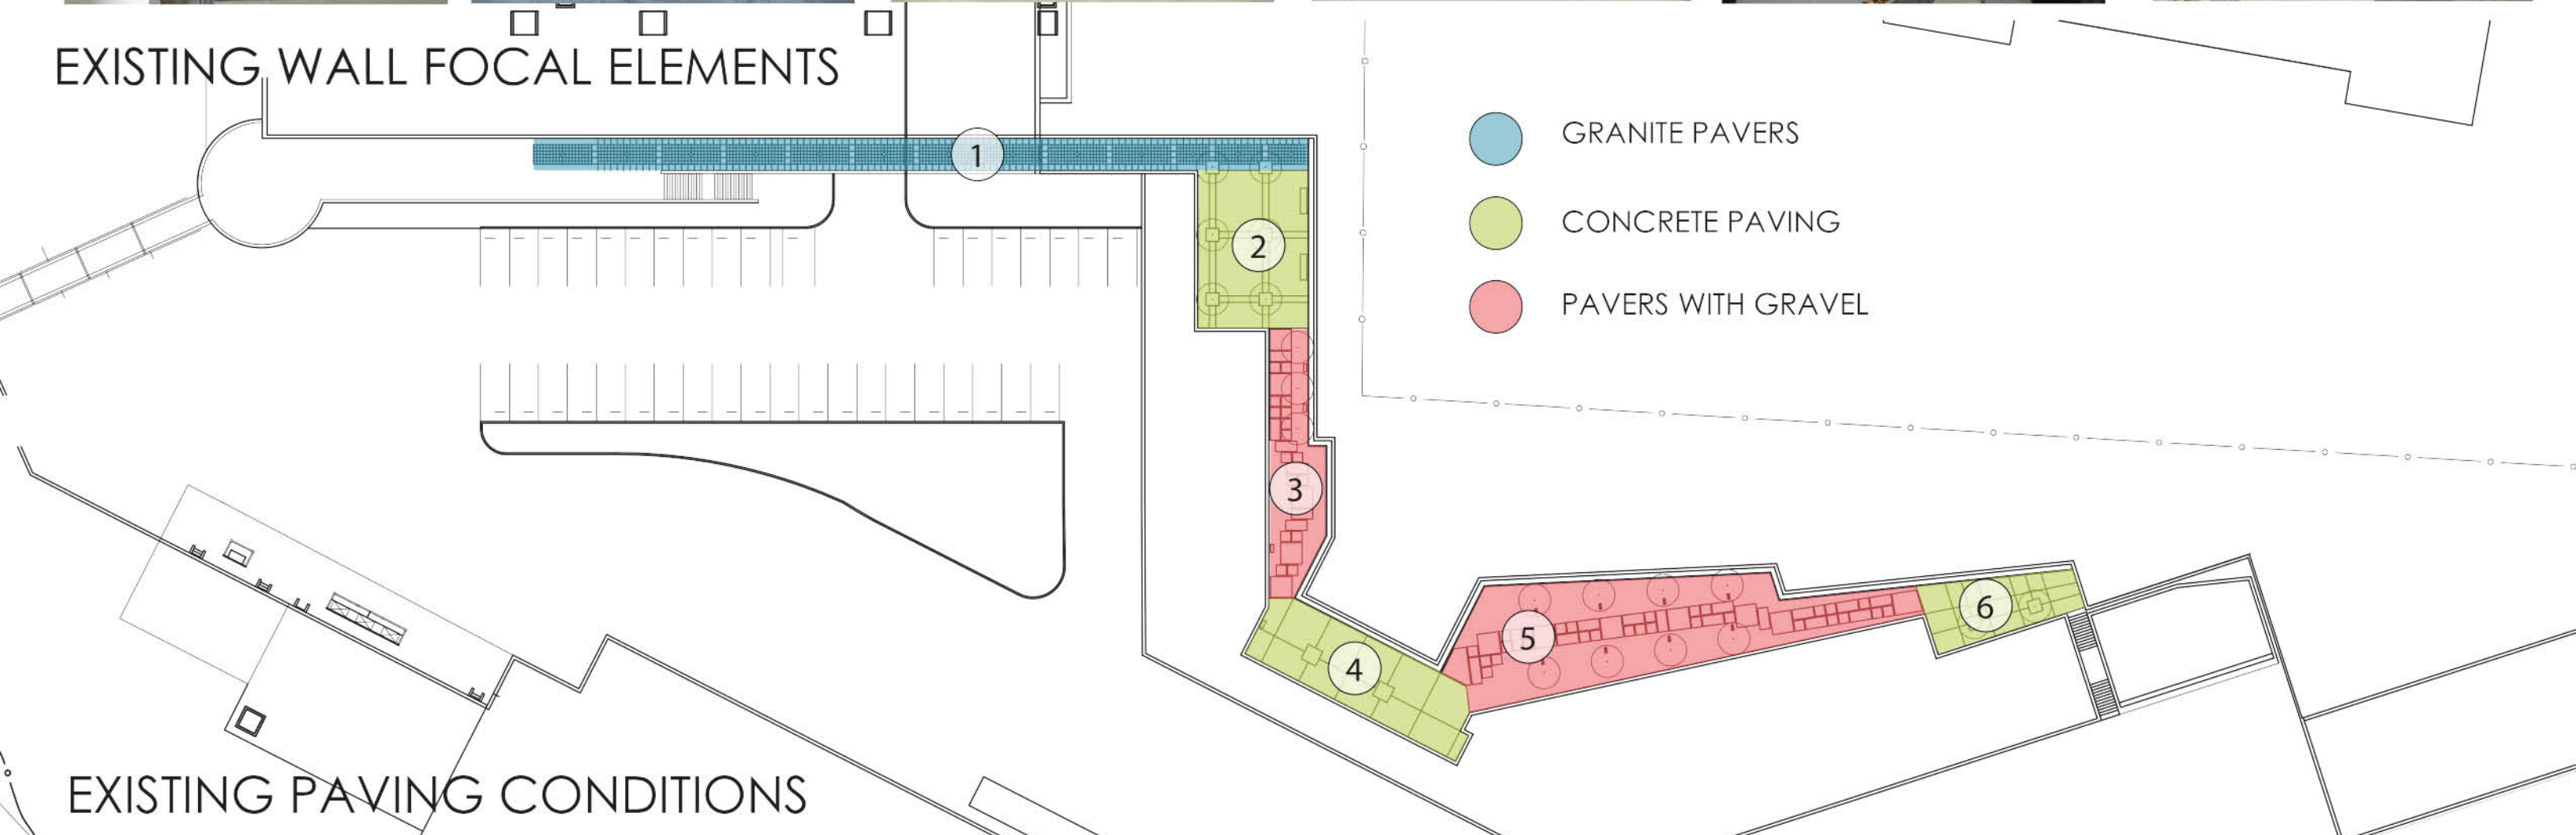 EXISTING WALL FOCAL ELEMENTS
GRANITE PAVERS
1
CONCRETE PAVING
2
PAVERS WITH GRAVEL
3
6
5
4
EXISTING PAVING CONDITIONS